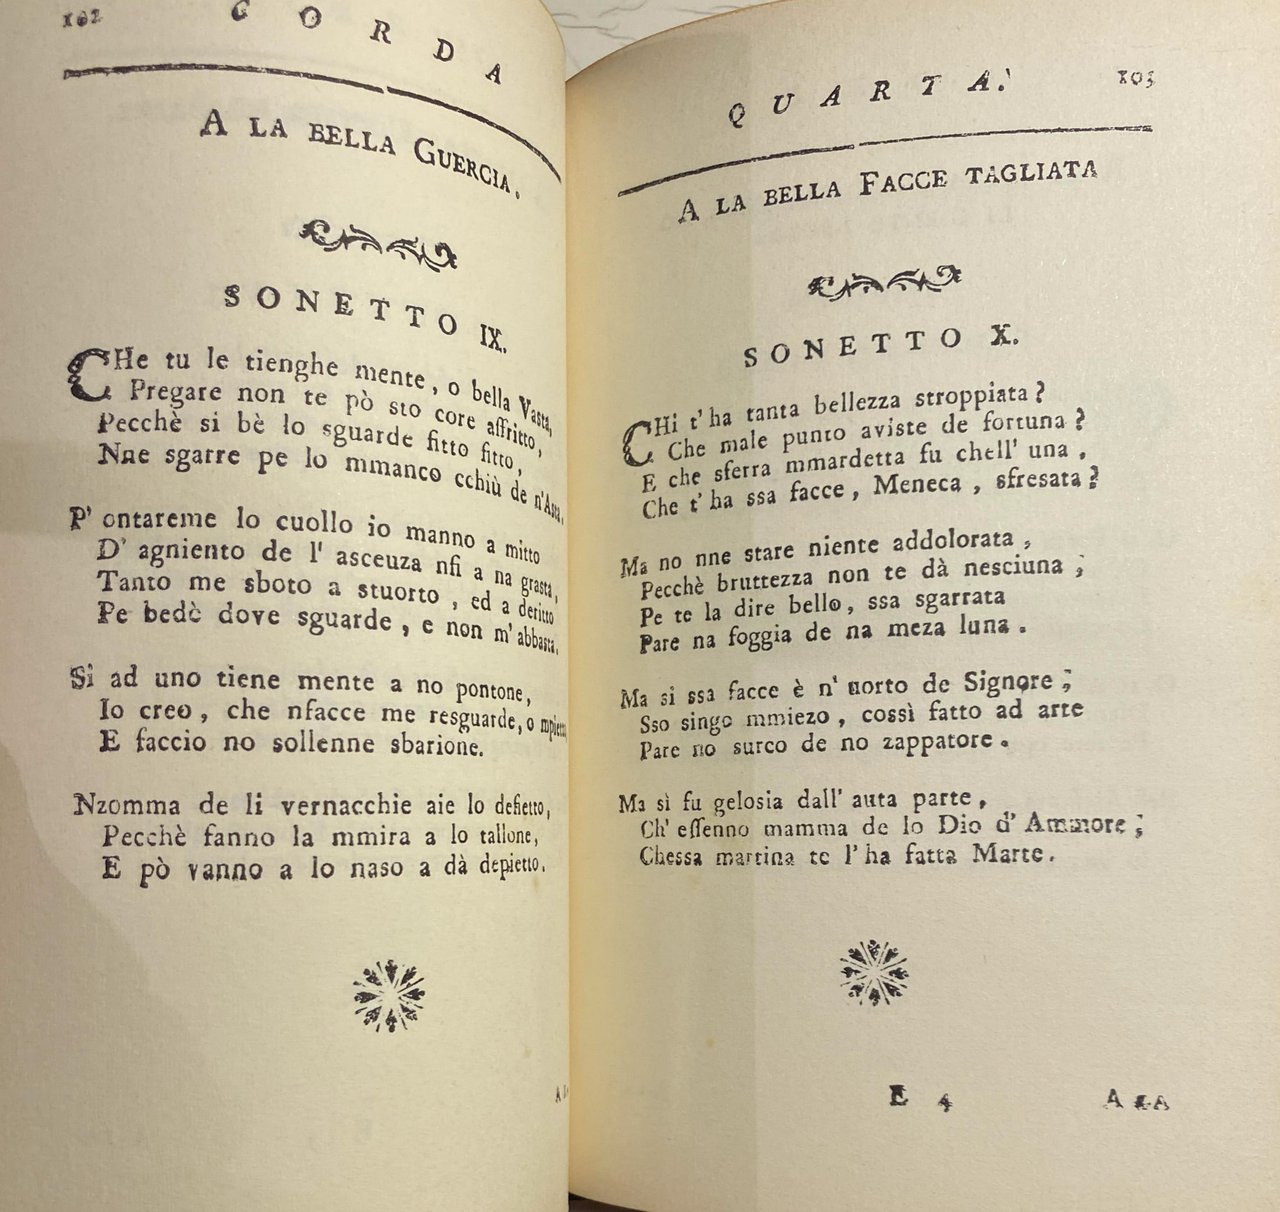 102 CORDA
A LA BELLA GUERCIA.
SONETTO IX.
CHe tu le tienghe mente, o bella Vasta,
Pregare non te pò sto core affritto,
Pecchè si bè lo sguarde fitto fitto,
Nne sgarre pe lo mmanco cchiù de n'Asta.
P' ontareme lo cuollo io manno a mitto
D' agniento de l' asceuza nfi a na grasta,
Tanto me sboto a stuorto, ed a deritto
Pe bedè dove sguarde, e non m'abbasta.
Si ad uno tiene mente a no pontone,
Io creo, che nfacce me resguarde, o
E faccio no sollenne sbarione.
Nzomma de li vernacchie aie lo defietto,
Pecchè fanno la mmira a lo tallone,
E pò vanno a lo naso a dà depietto.
QUARTA. 103
A LA BELLA FACCE TAGLIATA
SONETTO X.
CHi t' ha tanta bellezza stroppiata?
Che male punto aviste de fortuna?
E che sferra mmardetta fu chell' una,
Che t' ha ssa facce, Meneca, sfresata?
Ma no nne stare niente addolorata,
Pecchè bruttezza non te dà nesciuna;
Pe te la dire bello, ssa sgarrata
Pare na foggia de na meza luna.
Ma si ssa facce è n' uorto de Signore;
Sso singo mmiezo, cossì fatto ad arte
Pare no surco de no zappatore.
Ma sì fu gelosia dall' auta parte,
Ch' essenno mamma de lo Dio d' Ammore;
Chessa martina te l' ha fatta Marte.
E 4